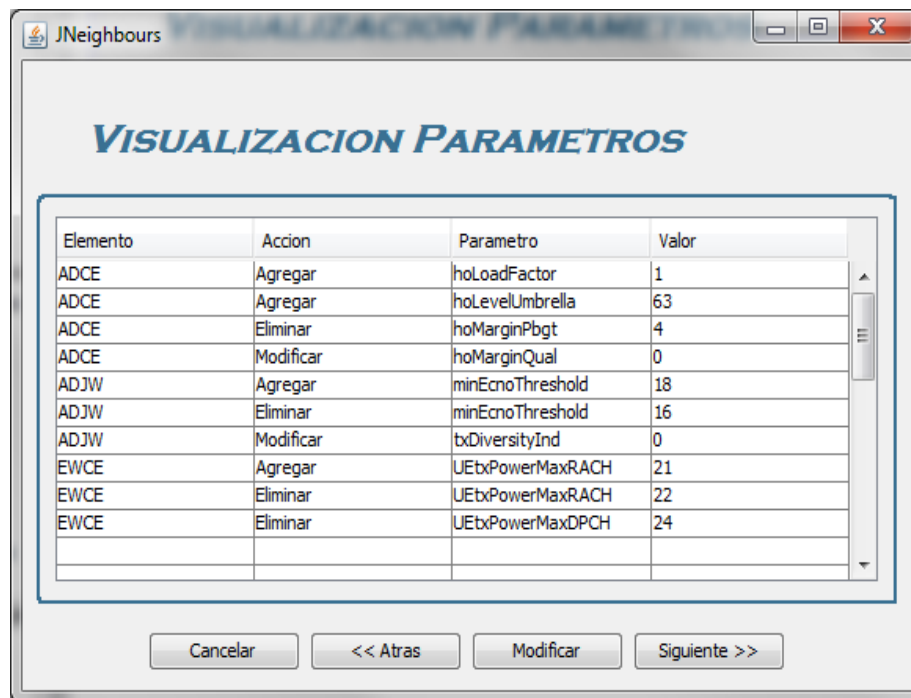 JNeighbours
VISUALIZACION PARAMETROS
Elemento Accion Parametro Valor
ADCE Agregar hoLoadFactor 1
ADCE Agregar hoLevelUmbrella 63
ADCE Eliminar hoMarginPbgt 4
ADCE Modificar hoMarginQual 0
ADJW Agregar minEcnoThreshold 18
ADJW Eliminar minEcnoThreshold 16
ADJW Modificar txDiversityInd 0
EWCE Agregar UEtxPowerMaxRACH 21
EWCE Eliminar UEtxPowerMaxRACH 22
EWCE Eliminar UEtxPowerMaxDPCH 24
Cancelar << Atras Modificar Siguiente >>